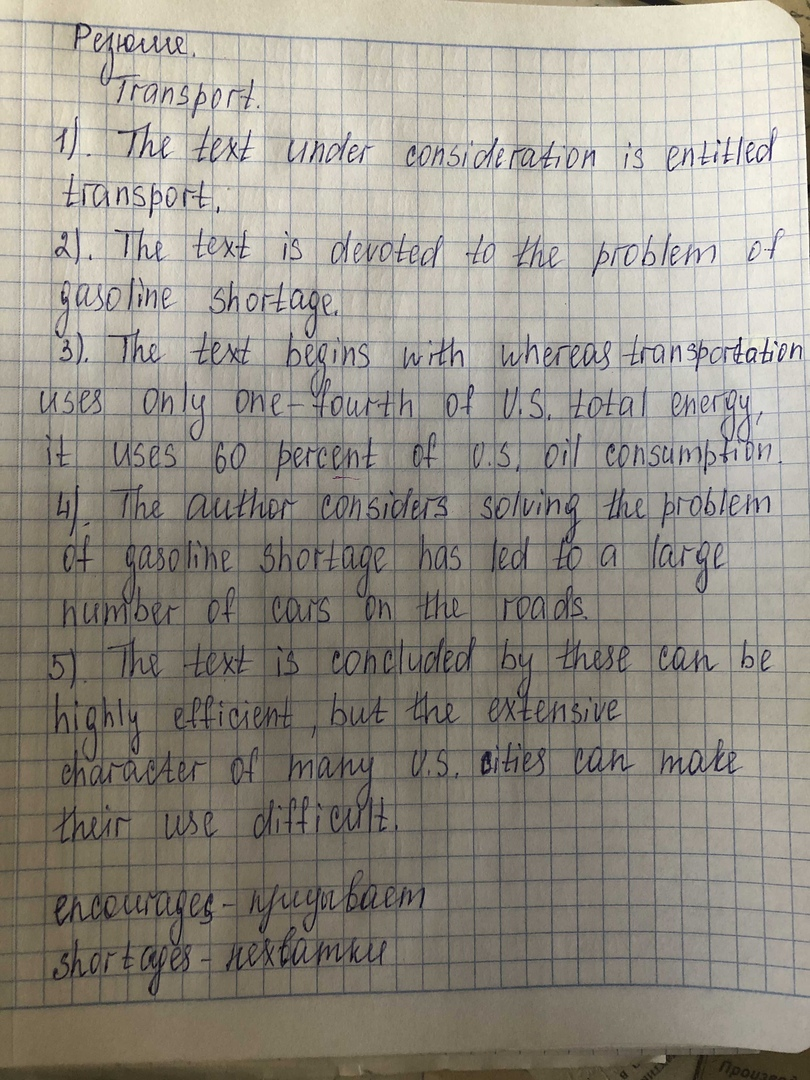 Резюме.
Transport.
1). The text under consideration is entitled
transport.
2). The text is devoted to the problem of
gasoline shortage.
3). The text begins with whereas transportation
uses only one-fourth of U.S. total energy,
it uses 60 percent of U.S. oil consumption.
4). The author considers solving the problem
of gasoline shortage has led to a large
number of cars on the roads.
5). The text is concluded by these can be
highly efficient, but the extensive
character of many U.S. cities can make
their use difficult.
encourages -
shortages - нехватки
Произв